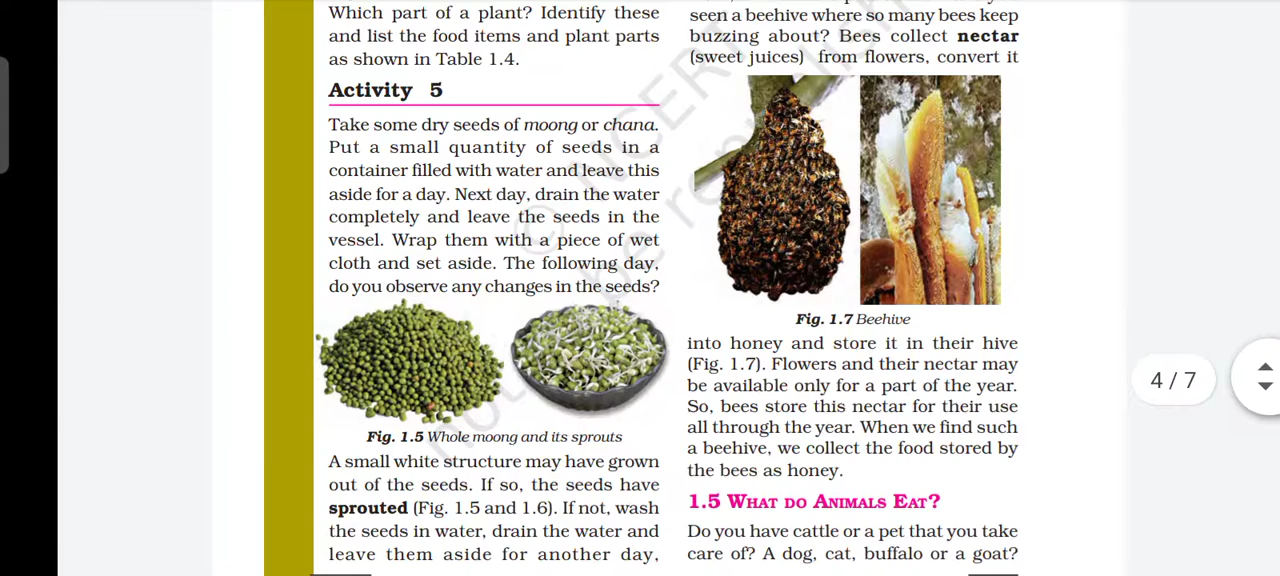 Which part of a plant? Identify these
and list the food items and plant parts
as shown in Table 1.4.
Activity 5
Take some dry seeds of moong or chana.
Put a small quantity of seeds in a
container filled with water and leave this
aside for a day. Next day, drain the water
completely and leave the seeds in the
vessel. Wrap them with a piece of wet
cloth and set aside. The following day,
do you observe any changes in the seeds?
Fig. 1.5 Whole moong and its sprouts
A small white structure may have grown
out of the seeds. If so, the seeds have
sprouted (Fig. 1.5 and 1.6). If not, wash
the seeds in water, drain the water and
leave them aside for another day,
seen a beehive where so many bees keep
buzzing about? Bees collect nectar
(sweet juices) from flowers, convert it
Fig. 1.7 Beehive
into honey and store it in their hive
(Fig. 1.7). Flowers and their nectar may
be available only for a part of the year.
So, bees store this nectar for their use
all through the year. When we find such
a beehive, we collect the food stored by
the bees as honey.
1.5 WHAT DO ANIMALS EAT?
Do you have cattle or a pet that you take
care of? A dog, cat, buffalo or a goat?
4 / 7
© NCERT
not be republish